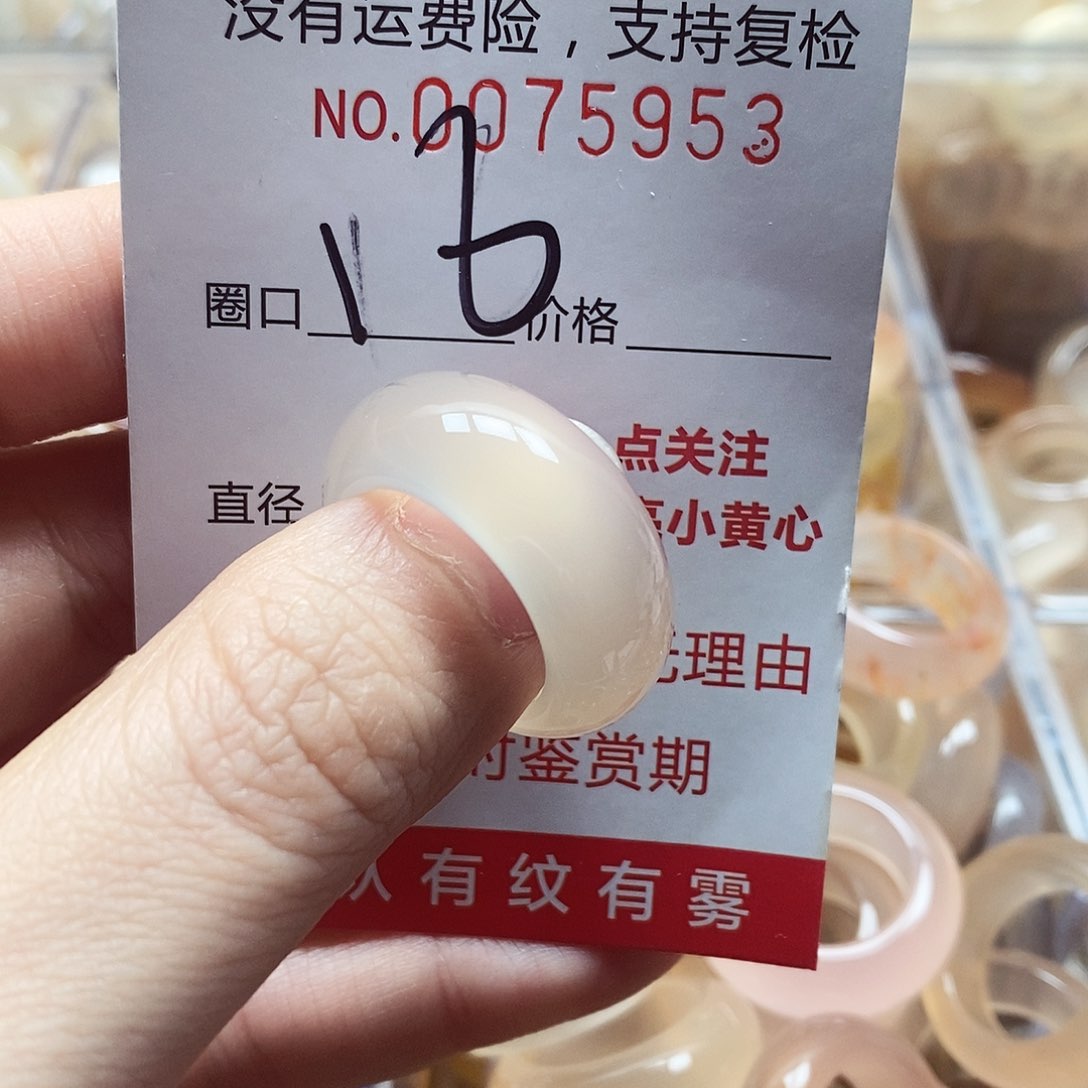 没有运费险，支持复检
NO.0075953
圈口 16 价格
直径
点关注
小黄心
理由
时鉴赏期
有纹有雾